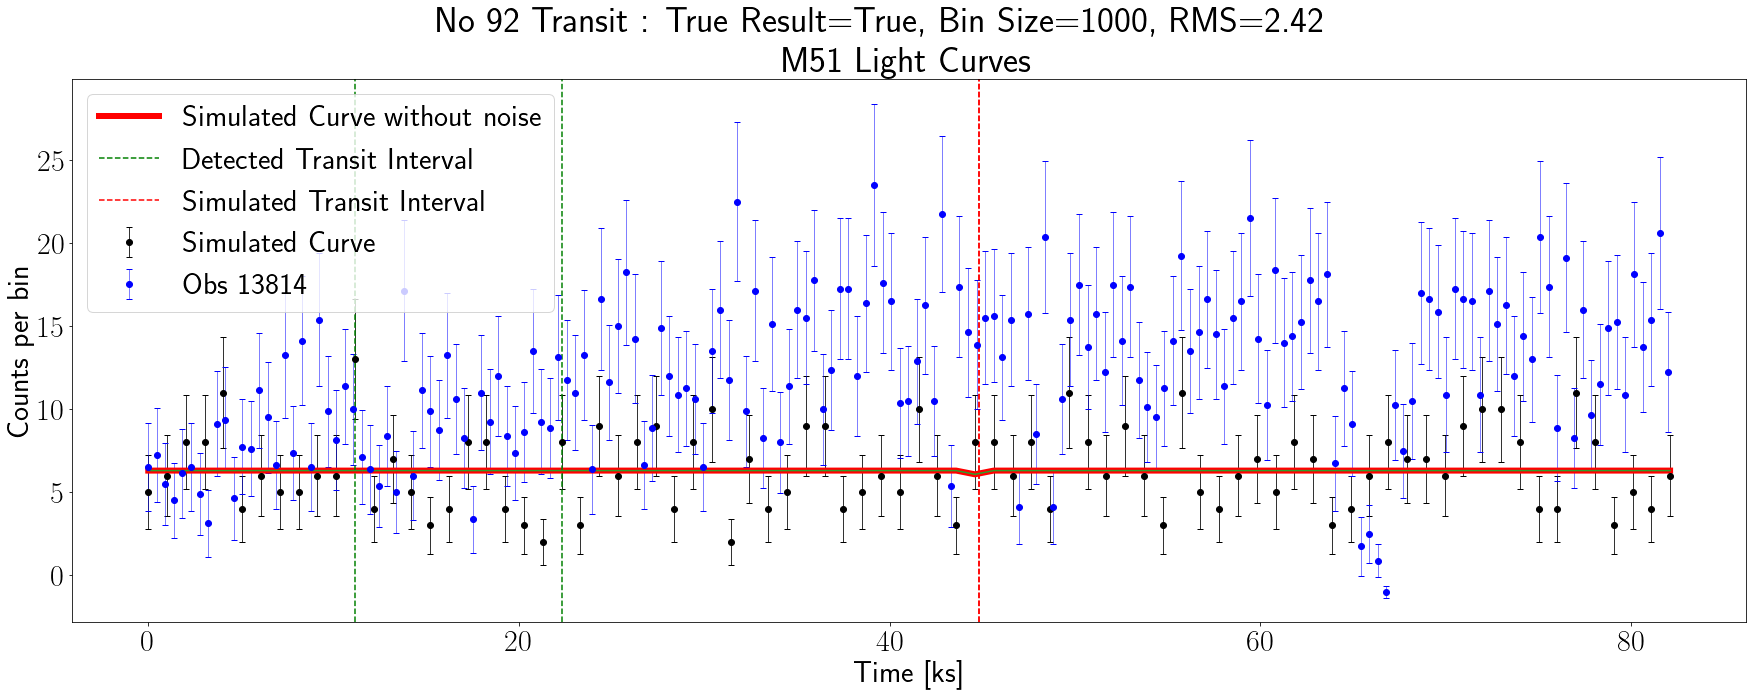 No 92 Transit : True Result=True, Bin Size=1000, RMS=2.42
M51 Light Curves
Simulated Curve without noise
Detected Transit Interval
Simulated Transit Interval
Simulated Curve
Obs 13814
Counts per bin
25
20
15
10
5
0
0 20 40 60 80
Time [ks]